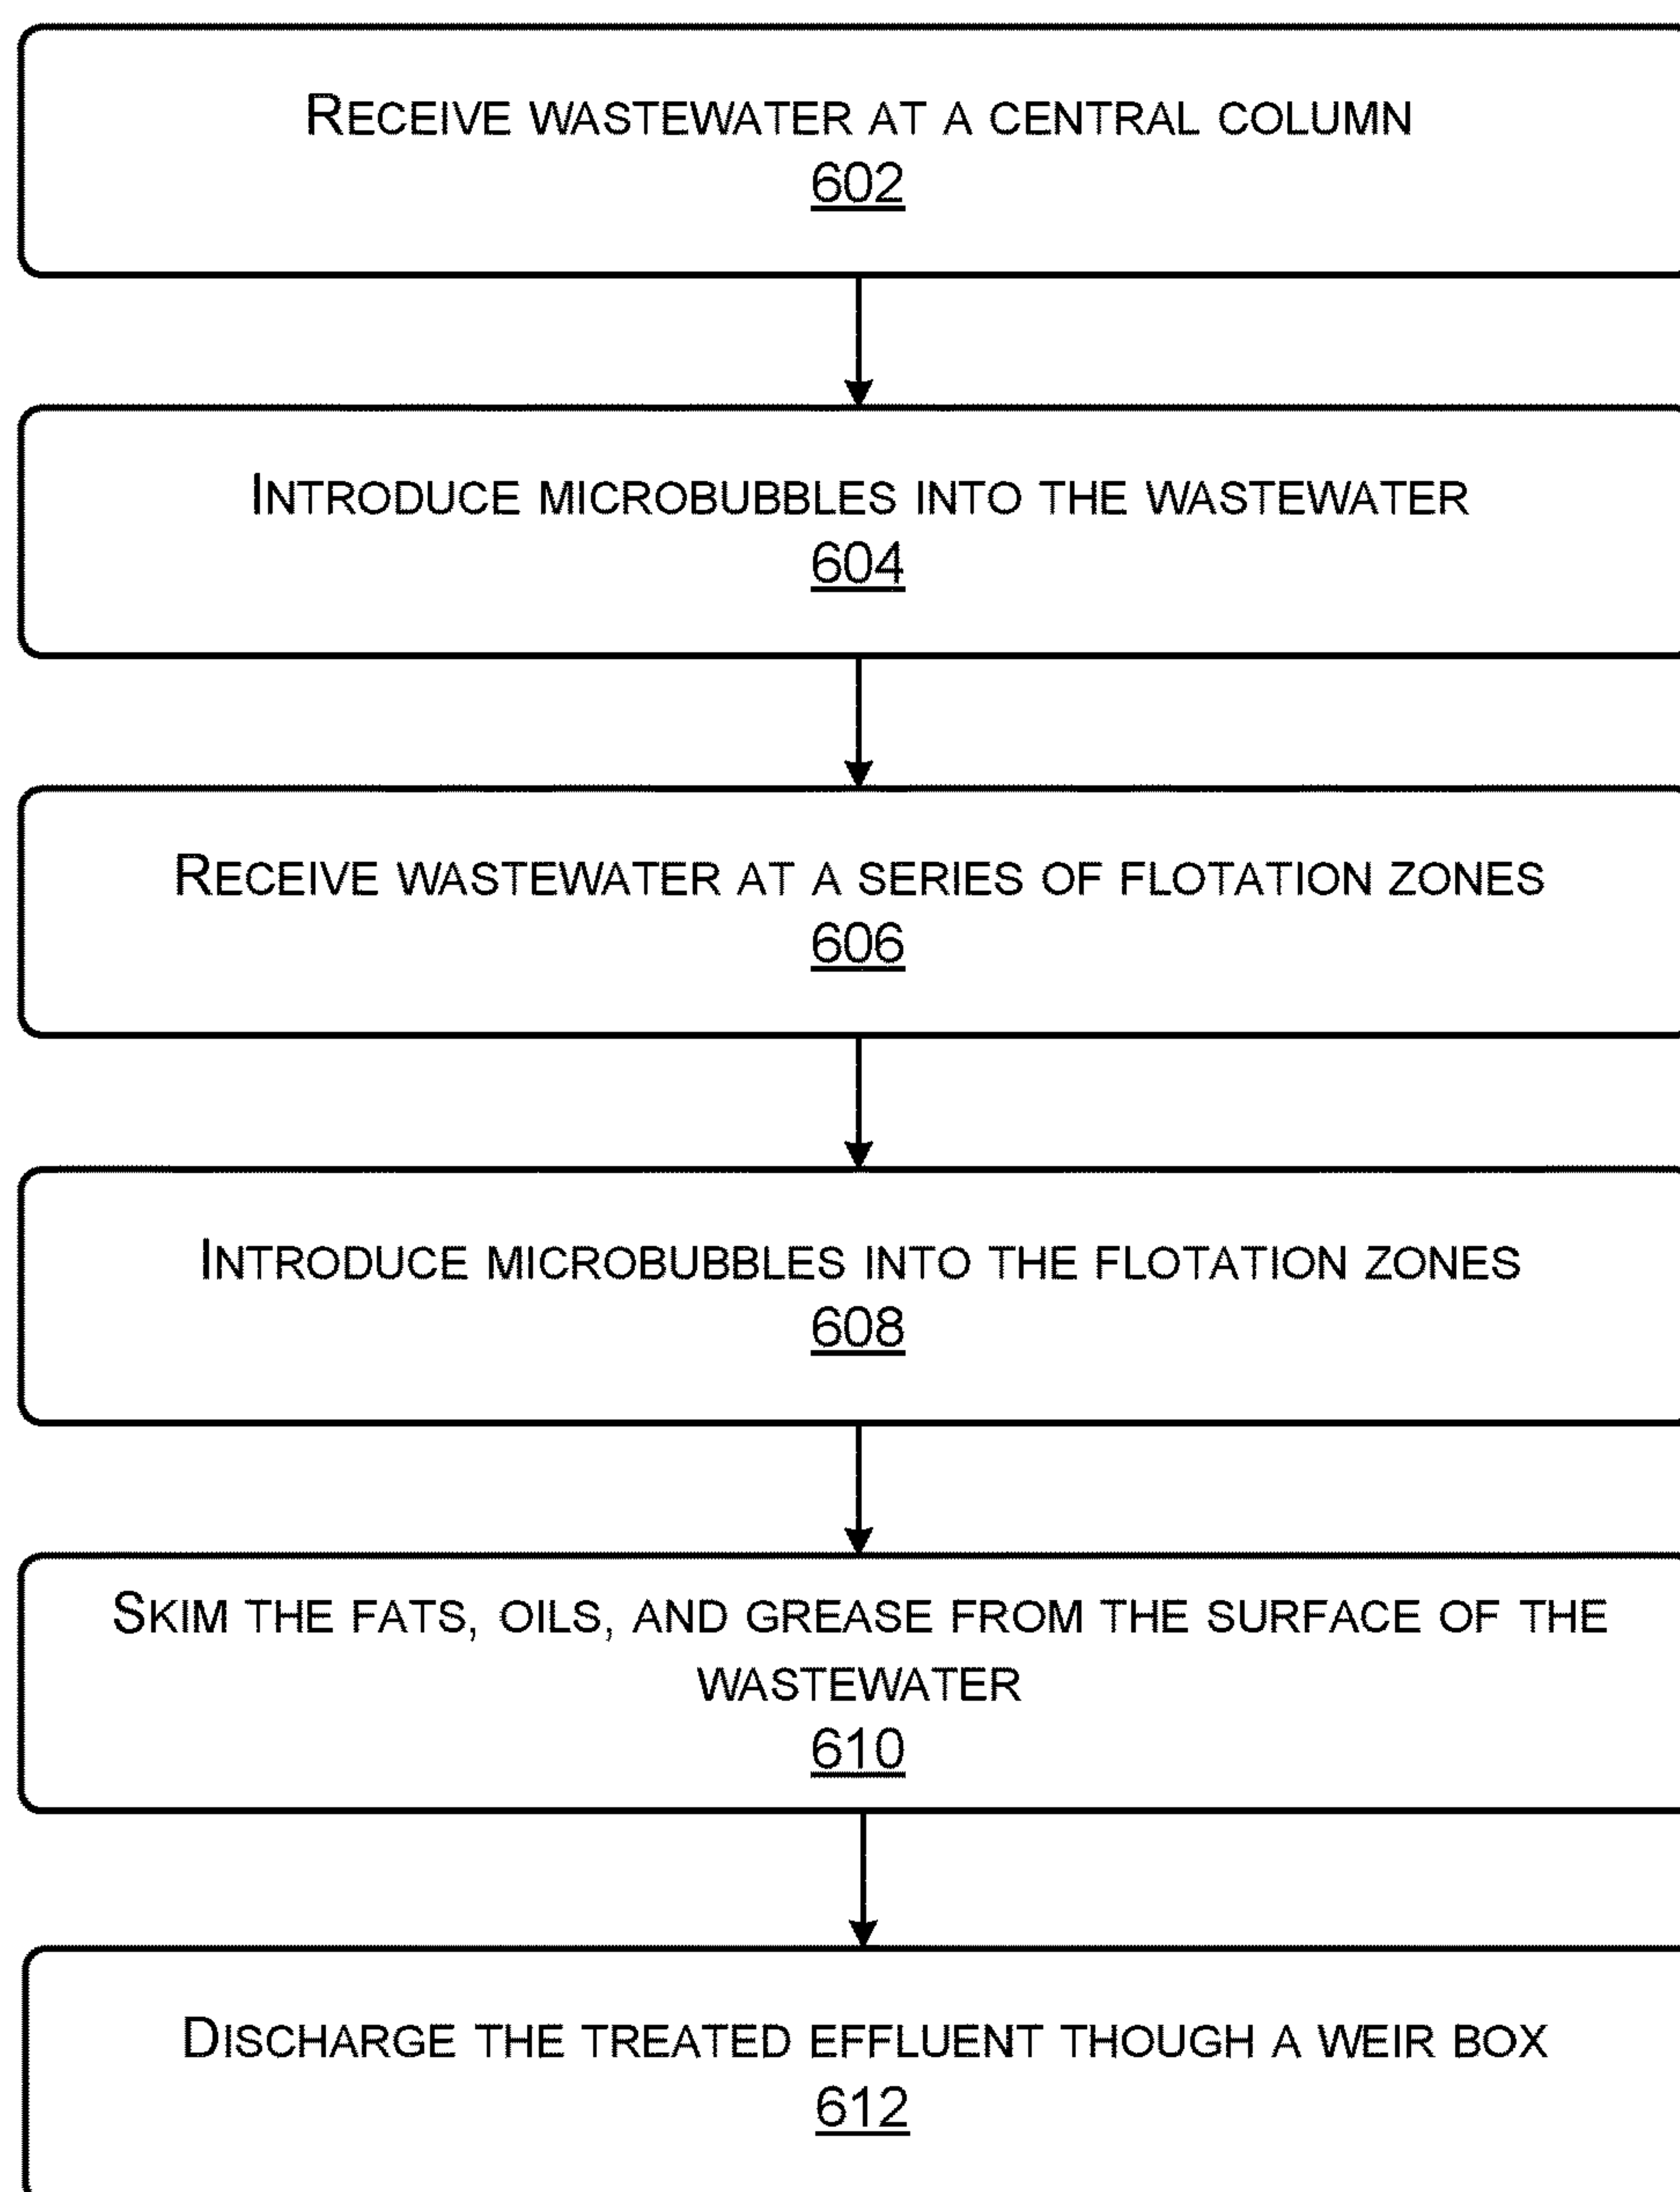 RECEIVE WASTEWATER AT A CENTRAL COLUMN
602
INTRODUCE MICROBUBBLES INTO THE WASTEWATER
604
RECEIVE WASTEWATER AT A SERIES OF FLOTATION ZONES
606
INTRODUCE MICROBUBBLES INTO THE FLOTATION ZONES
608
SKIM THE FATS, OILS, AND GREASE FROM THE SURFACE OF THE
WASTEWATER
610
DISCHARGE THE TREATED EFFLUENT THOUGH A WEIR BOX
612